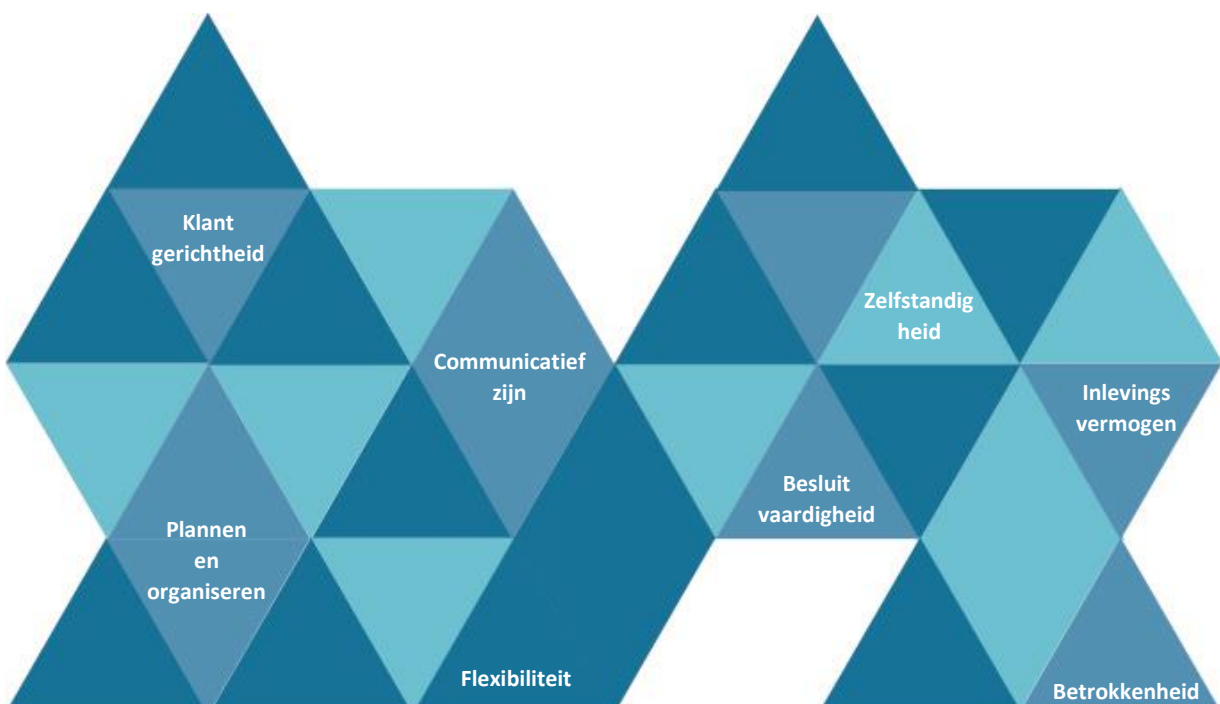 Klant
gerichtheid
Zelfstandig
heid
Communicatief
zijn
Inlevings
vermogen
Besluit
vaardigheid
Plannen
en
organiseren
Flexibiliteit
Betrokkenheid